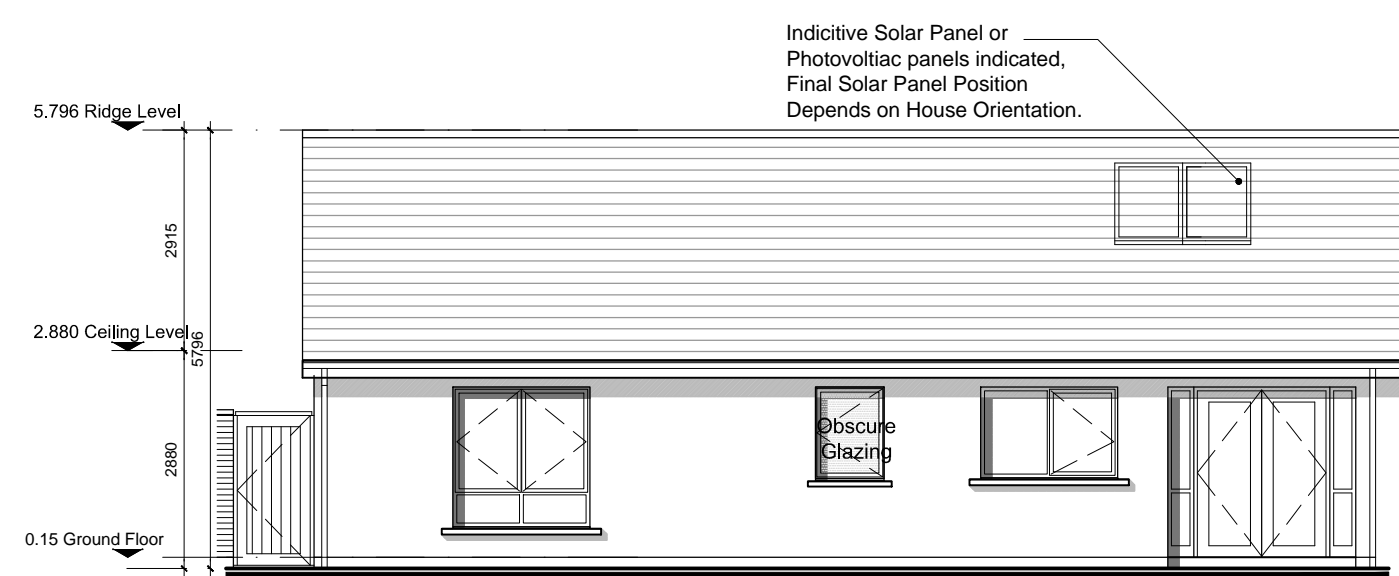 Indicitive Solar Panel or
Photovoltiac panels indicated,
Final Solar Panel Position
Depends on House Orientation.
5.796 Ridge Level
2915
2.880 Ceiling Level
5796
Obscure
Glazing
2880
0.15 Ground Floor